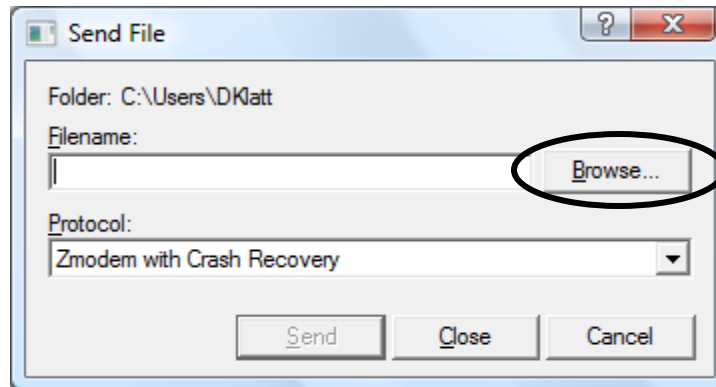 Send File
Folder: C:\Users\DKlatt
Filename:
Browse...
Protocol:
Zmodem with Crash Recovery
Send Close Cancel